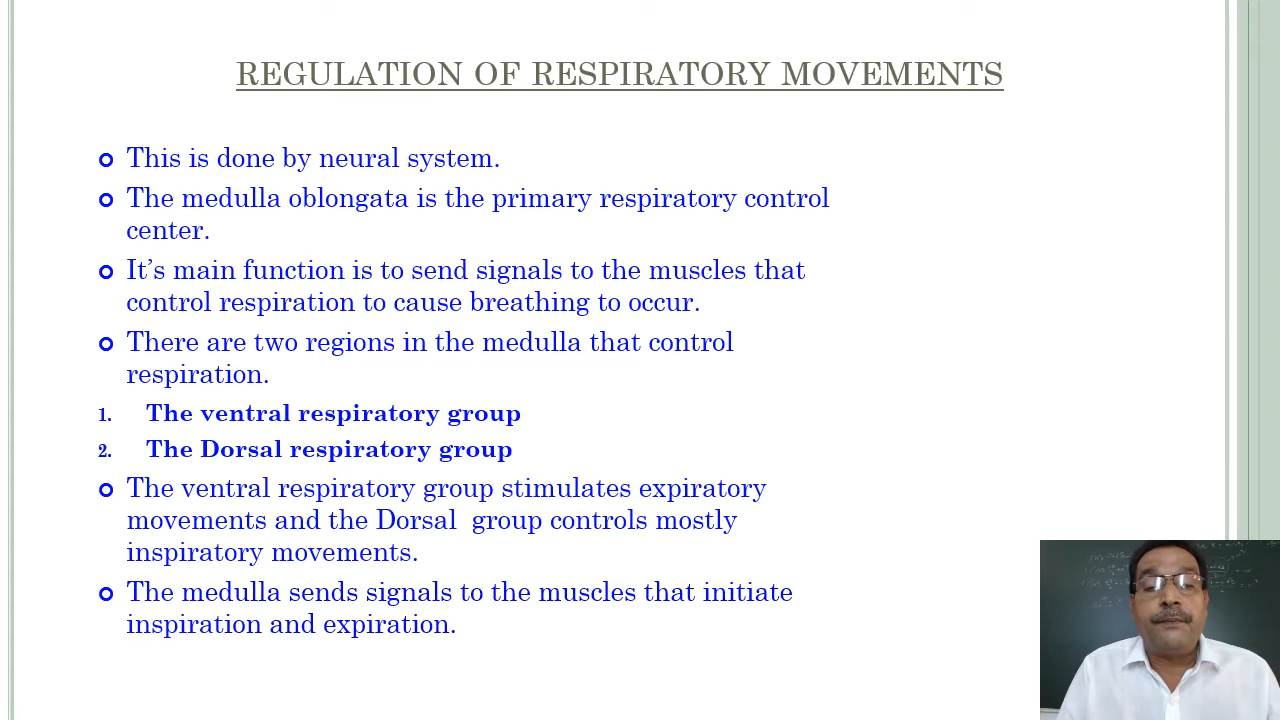 REGULATION OF RESPIRATORY MOVEMENTS
This is done by neural system.
The medulla oblongata is the primary respiratory control
center.
It’s main function is to send signals to the muscles that
control respiration to cause breathing to occur.
There are two regions in the medulla that control
respiration.
1. The ventral respiratory group
2. The Dorsal respiratory group
The ventral respiratory group stimulates expiratory
movements and the Dorsal group controls mostly
inspiratory movements.
The medulla sends signals to the muscles that initiate
inspiration and expiration.